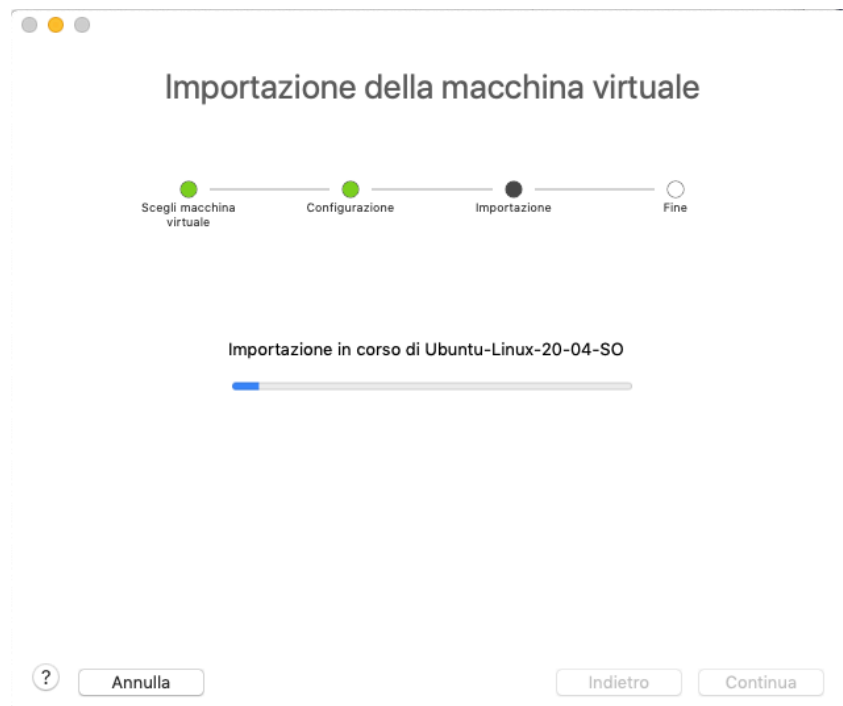 Importazione della macchina virtuale
Scegli macchina
virtuale
Configurazione
Importazione
Fine
Importazione in corso di Ubuntu-Linux-20-04-SO
?
Annulla
Indietro
Continua